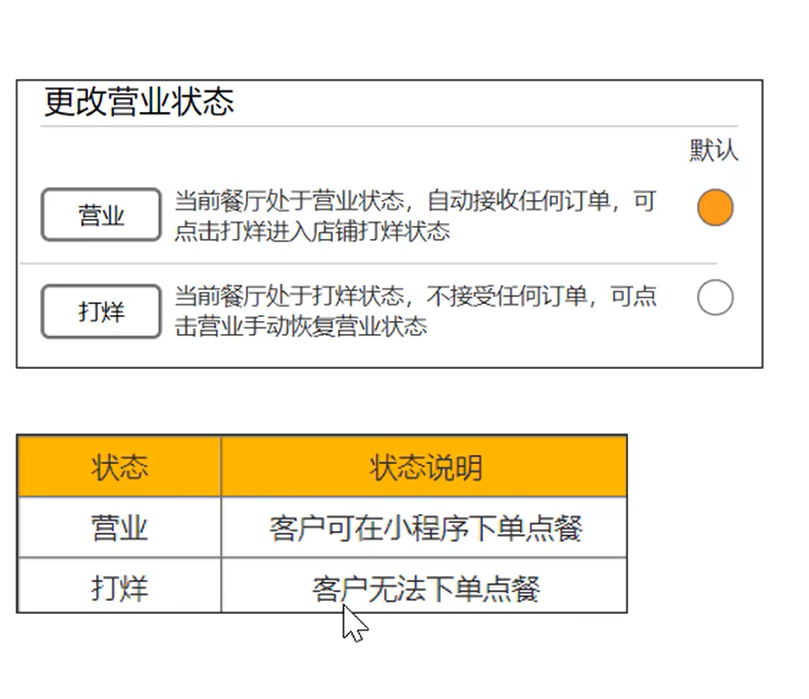 更改营业状态
默认
营业
当前餐厅处于营业状态，自动接收任何订单，可
点击打烊进入店铺打烊状态
打烊
当前餐厅处于打烊状态，不接受任何订单，可点
击营业手动恢复营业状态
状态 状态说明
营业 客户可在小程序下单点餐
打烊 客户无法下单点餐